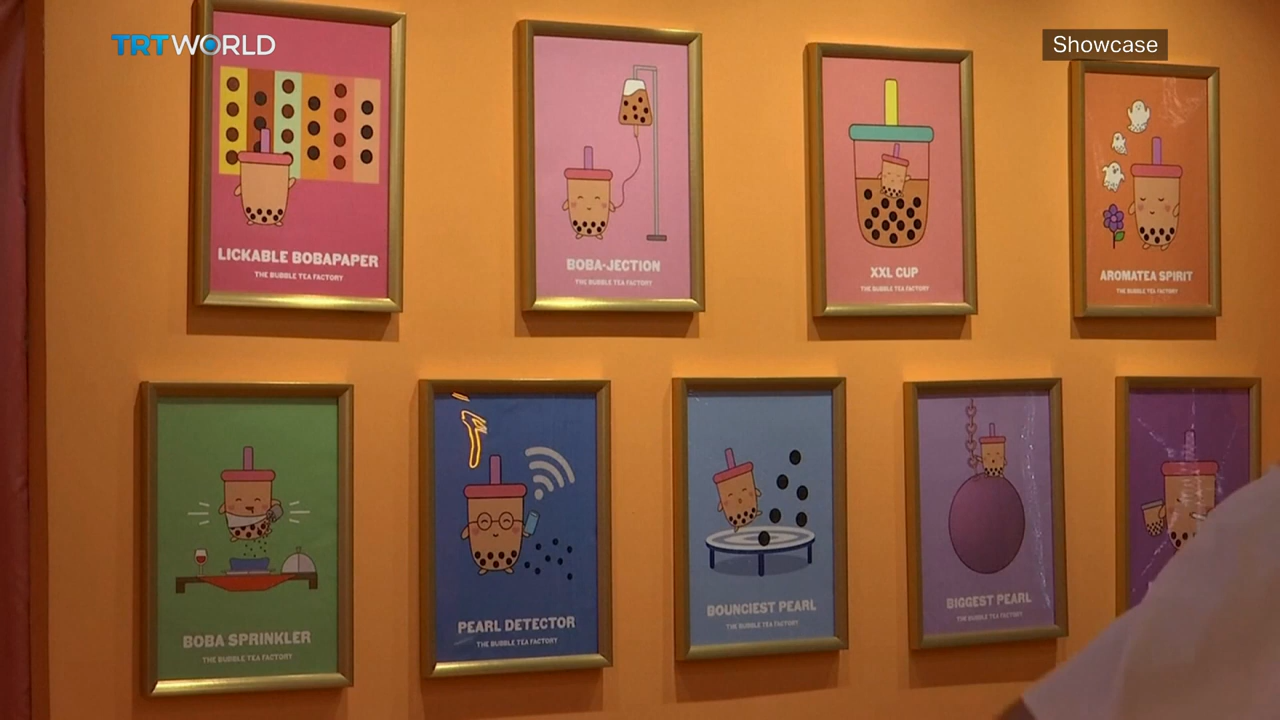 TRT WORLD
Showcase
LICKABLE BOBAPAPER
THE BUBBLE TEA FACTORY
BOBA-JECTION
THE BUBBLE TEA FACTORY
XXL CUP
THE BUBBLE TEA FACTORY
AROMATEA SPIRIT
THE BUBBLE TEA FACTORY
BOBA SPRINKLER
THE BUBBLE TEA FACTORY
PEARL DETECTOR
THE BUBBLE TEA FACTORY
BOUNCIEST PEARL
THE BUBBLE TEA FACTORY
BIGGEST PEARL
THE BUBBLE TEA FACTORY